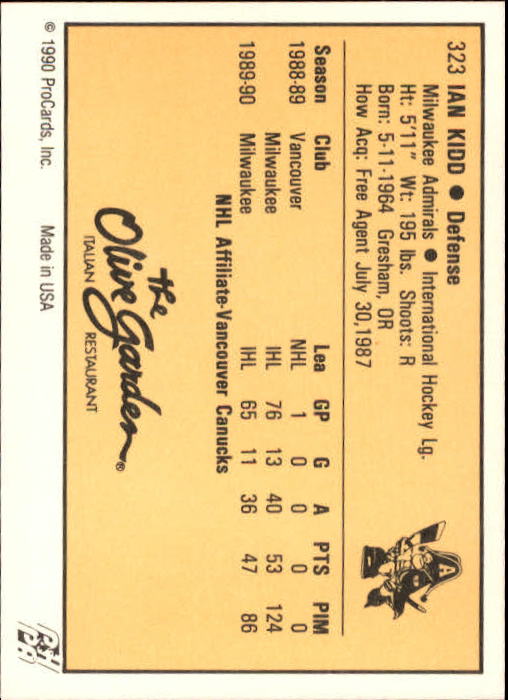 323 IAN KIDD ● Defense
Milwaukee Admirals ● International Hockey Lg.
Ht: 5'11" Wt: 195 lbs. Shoots: R
Born: 5-11-1964 Gresham, OR
How Acq: Free Agent July 30,1987
A
Season Club Lea GP G A PTS PIM
1988-89 Vancouver NHL 1 0 0 0 0
Milwaukee IHL 76 13 40 53 124
1989-90 Milwaukee IHL 65 11 36 47 86
NHL Affiliate-Vancouver Canucks
the
Olive Garden®
ITALIAN RESTAURANT
© 1990 ProCards, Inc. Made in USA